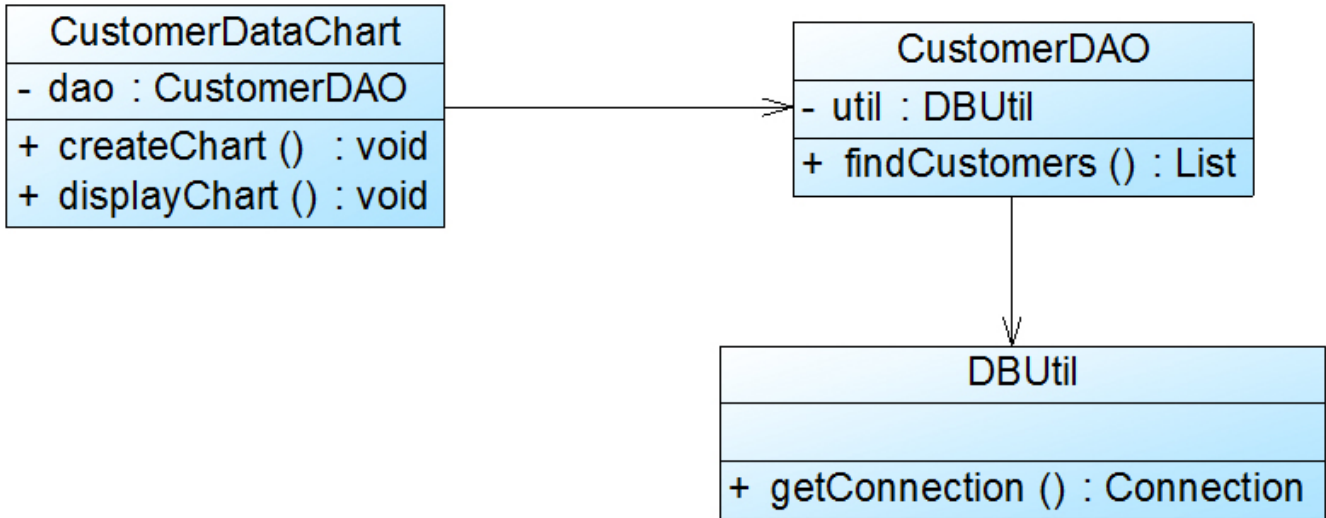 CustomerDataChart
- dao : CustomerDAO
+ createChart () : void
+ displayChart () : void
CustomerDAO
- util : DBUtil
+ findCustomers () : List
DBUtil
+ getConnection () : Connection